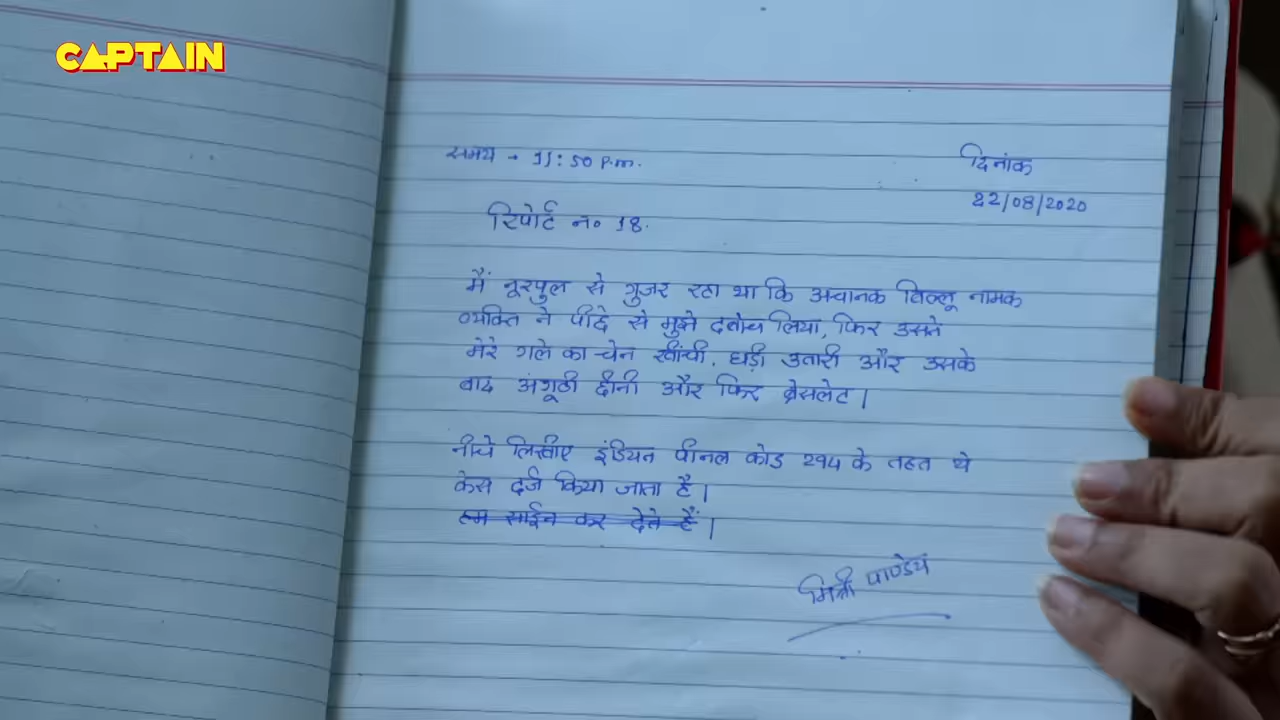 CAPTAIN
समय - 11:50 P.m.
दिनांक
22/08/2020
रिपोर्ट न० 18.
मैं नूरपुल से गुजर रहा था कि अचानक बिल्लू नामक
व्यक्ति ने पीछे से मुझे दबोच लिया, फिर उसने
मेरे गले का चेन खींची, घड़ी उतारी और उसके
बाद अंगूठी छीनी और फिर ब्रेसलेट।
नीचे लिखीए इंडियन पीनल कोड 294 के तहत ये
केस दर्ज किया जाता है।
हम साईन कर देते हैं।
मिश्री पाण्डेय